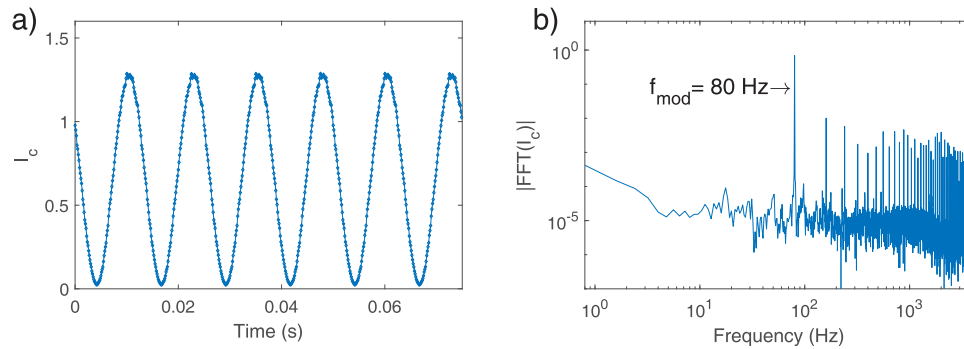 a)
1.5
1
0.5
0
I_c
0 0.02 0.04 0.06
Time (s)
b)
10^0
10^-5
|FFT(I_c)|
f_mod= 80 Hz→
10^0 10^1 10^2 10^3
Frequency (Hz)